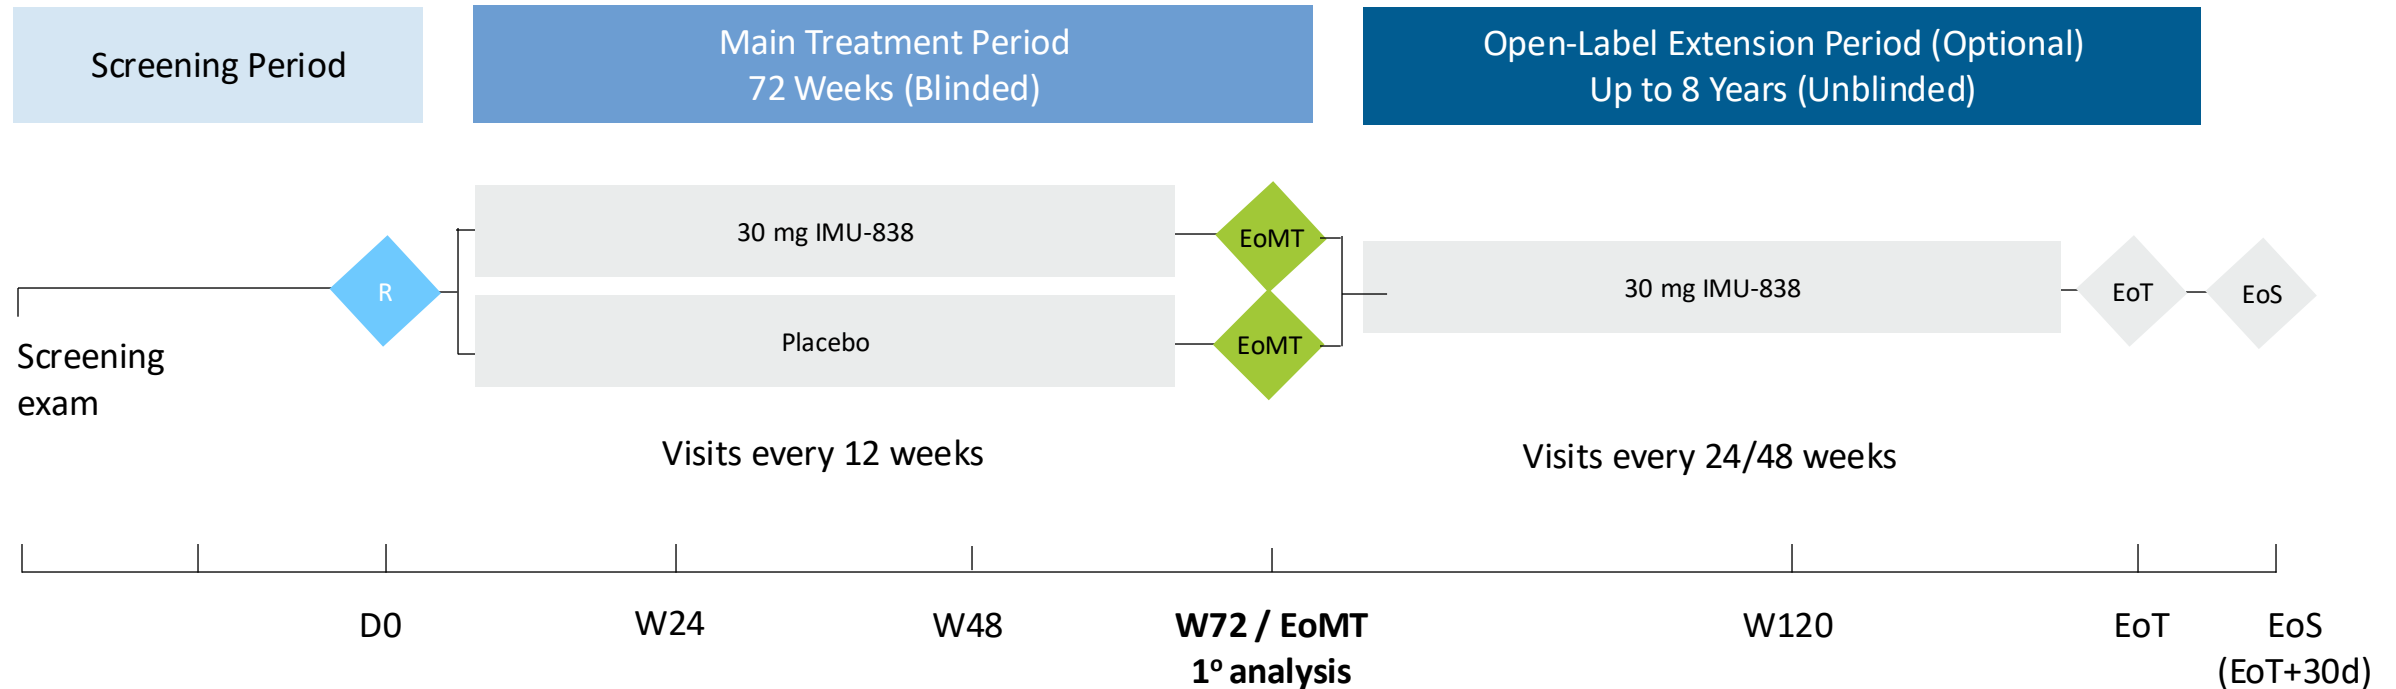 Screening Period
Main Treatment Period
72 Weeks (Blinded)
Open-Label Extension Period (Optional)
Up to 8 Years (Unblinded)
R
30 mg IMU-838
Placebo
EoMT
EoMT
30 mg IMU-838
EoT
EoS
Screening
exam
Visits every 12 weeks
Visits every 24/48 weeks
D0
W24
W48
W72 / EoMT
1º analysis
W120
EoT
EoS
(EoT+30d)